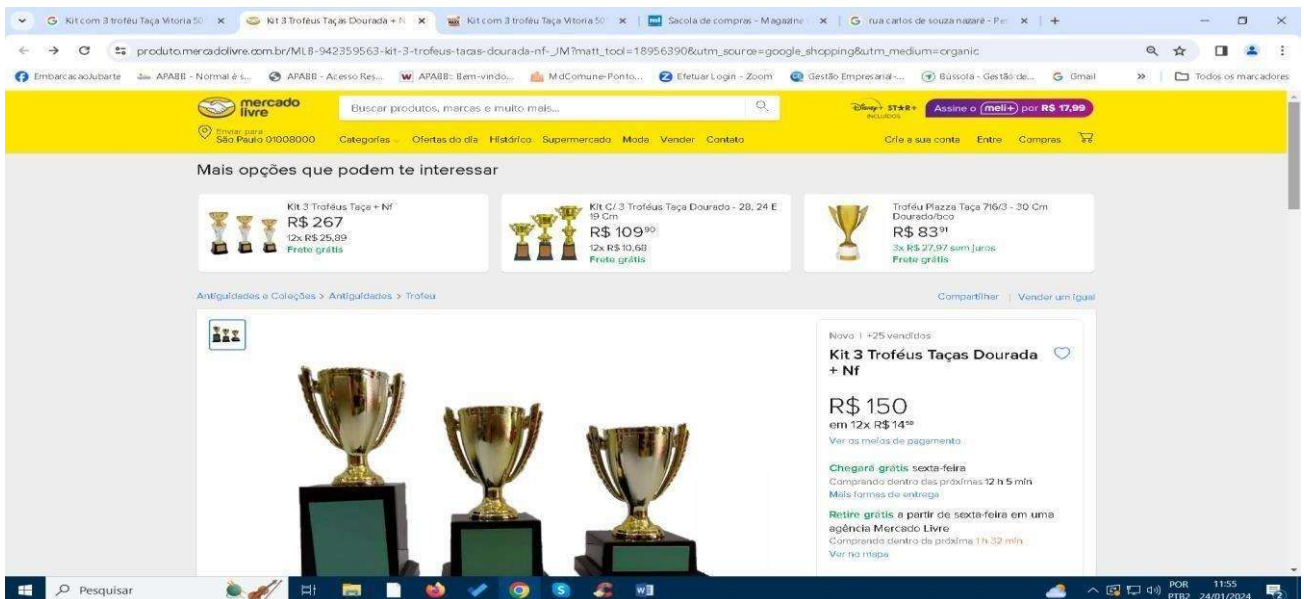 Kit com 3 troféu Taça Vitoria 50
Kit 3 Troféus Taças Dourada + N
Kit com 3 troféu Taça Vitoria 50
Sacola de compras - Magazine
rua carlos de souza nazaré - Pes
produto.mercadolivre.com.br/MLB-942359563-kit-3-trofeus-tacas-dourada-nf-_JM?matt_tool=18956390&utm_source=google_shopping&utm_medium=organic
EmbarcacaoJubarte
APABB - Normal é s...
APABB - Acesso Res...
APABB: Bem-vindo...
MdComune-Ponto...
Efetuar Login - Zoom
Gestão Empresarial -...
Bússola - Gestão de...
Gmail
Todos os marcadores
mercado
livre
Buscar produtos, marcas e muito mais...
Disney+ STAR+
INCLUÍDOS
Assine o meli+ por R$ 17,99
Enviar para
São Paulo 01008000
Categorias
Ofertas do dia
Histórico
Supermercado
Moda
Vender
Contato
Crie a sua conta
Entre
Compras
Mais opções que podem te interessar
Kit 3 Troféus Taça + Nf
R$ 267
12x R$ 25,89
Frete grátis
Kit C/ 3 Troféus Taça Dourado - 28, 24 E
19 Cm
R$ 109⁹⁰
12x R$ 10,68
Frete grátis
Troféu Piazza Taça 716/3 - 30 Cm
Dourado/bco
R$ 83⁹¹
3x R$ 27,97 sem juros
Frete grátis
Antiguidades e Coleções > Antiguidades > Troféu
Compartilhar | Vender um igual
Novo | +25 vendidos
Kit 3 Troféus Taças Dourada
+ Nf
R$ 150
em 12x R$ 14⁵⁰
Ver os meios de pagamento
Chegará grátis sexta-feira
Comprando dentro das próximas 12 h 5 min
Mais formas de entrega
Retire grátis a partir de sexta-feira em uma
agência Mercado Livre
Comprando dentro da próxima 1 h 32 min
Ver no mapa
Pesquisar
POR
PTB2
11:55
24/01/2024